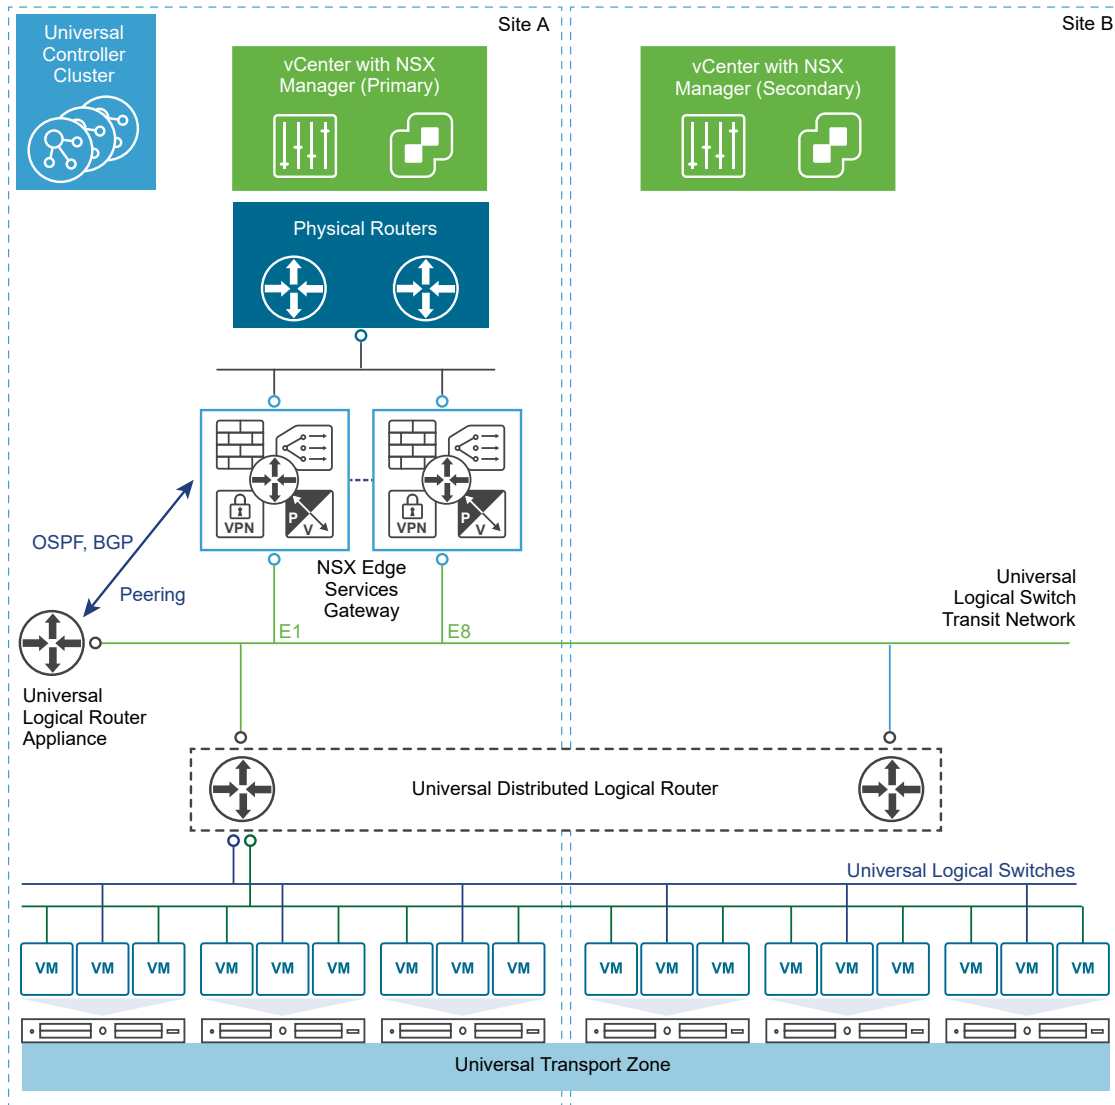 Site A
Site B
Universal
Controller
Cluster
vCenter with NSX
Manager (Primary)
vCenter with NSX
Manager (Secondary)
Physical Routers
VPN
P
V
VPN
P
V
OSPF, BGP
Peering
NSX Edge
Services
Gateway
E1
E8
Universal
Logical Switch
Transit Network
Universal
Logical Router
Appliance
Universal Distributed Logical Router
Universal Logical Switches
VM VM VM VM VM VM VM VM VM VM VM VM VM VM VM VM VM VM
Universal Transport Zone